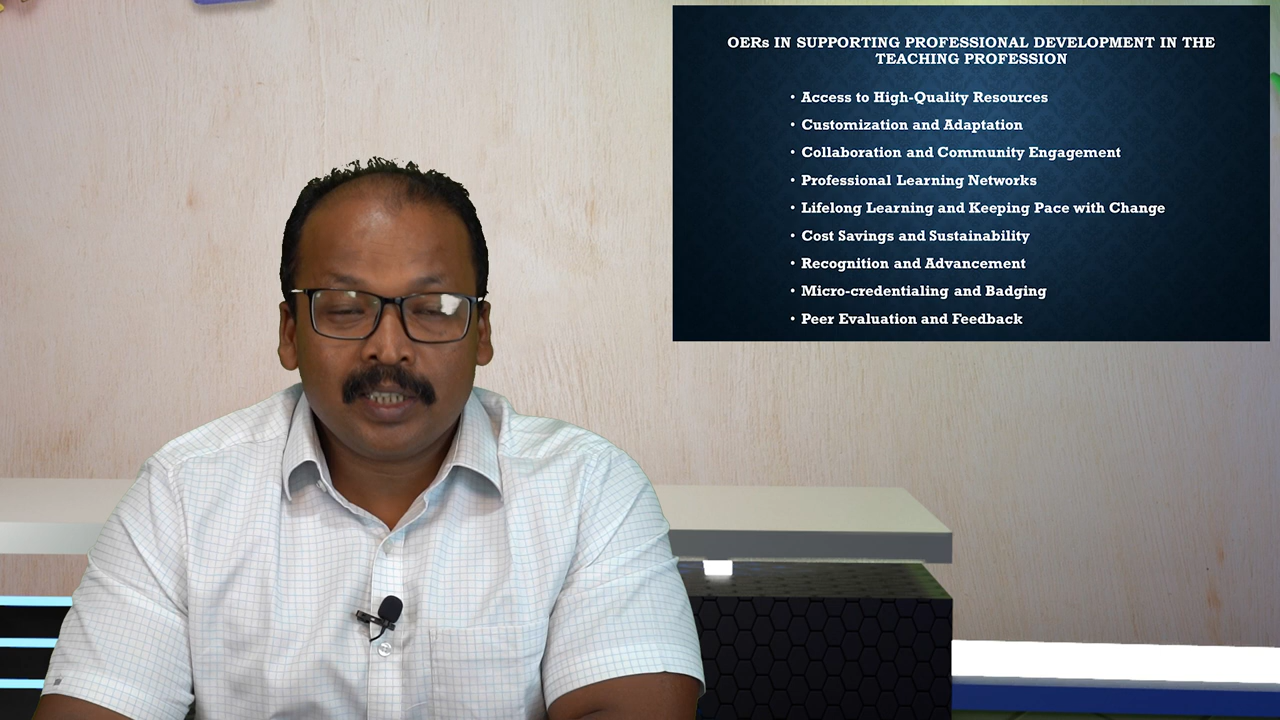 OERs IN SUPPORTING PROFESSIONAL DEVELOPMENT IN THE
TEACHING PROFESSION
• Access to High-Quality Resources
• Customization and Adaptation
• Collaboration and Community Engagement
• Professional Learning Networks
• Lifelong Learning and Keeping Pace with Change
• Cost Savings and Sustainability
• Recognition and Advancement
• Micro-credentialing and Badging
• Peer Evaluation and Feedback